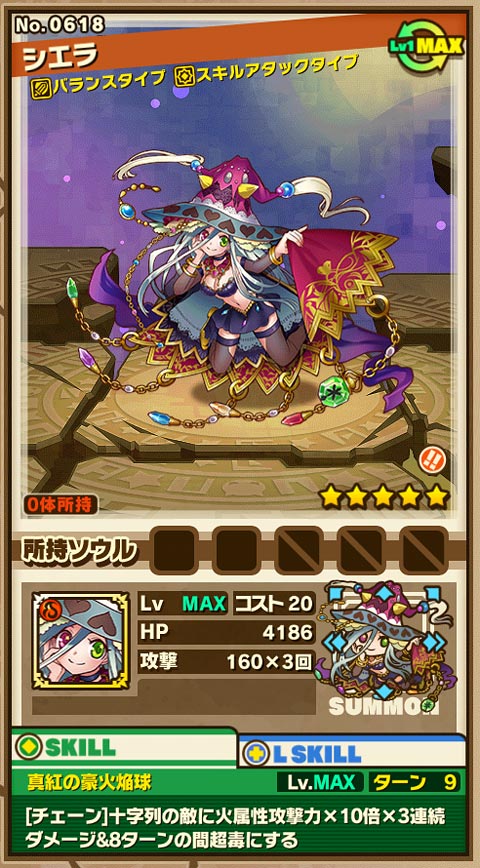 No.0618
シエラ
Lv1 MAX
バランスタイプ スキルアタックタイプ
0体所持
所持ソウル
Lv MAX コスト 20
HP 4186
攻撃 160×3回
SUMMON
SKILL
L SKILL
真紅の豪火焔球 Lv.MAX ターン 9
[チェーン]十字列の敵に火属性攻撃力×10倍×3連続
ダメージ&8ターンの間超毒にする